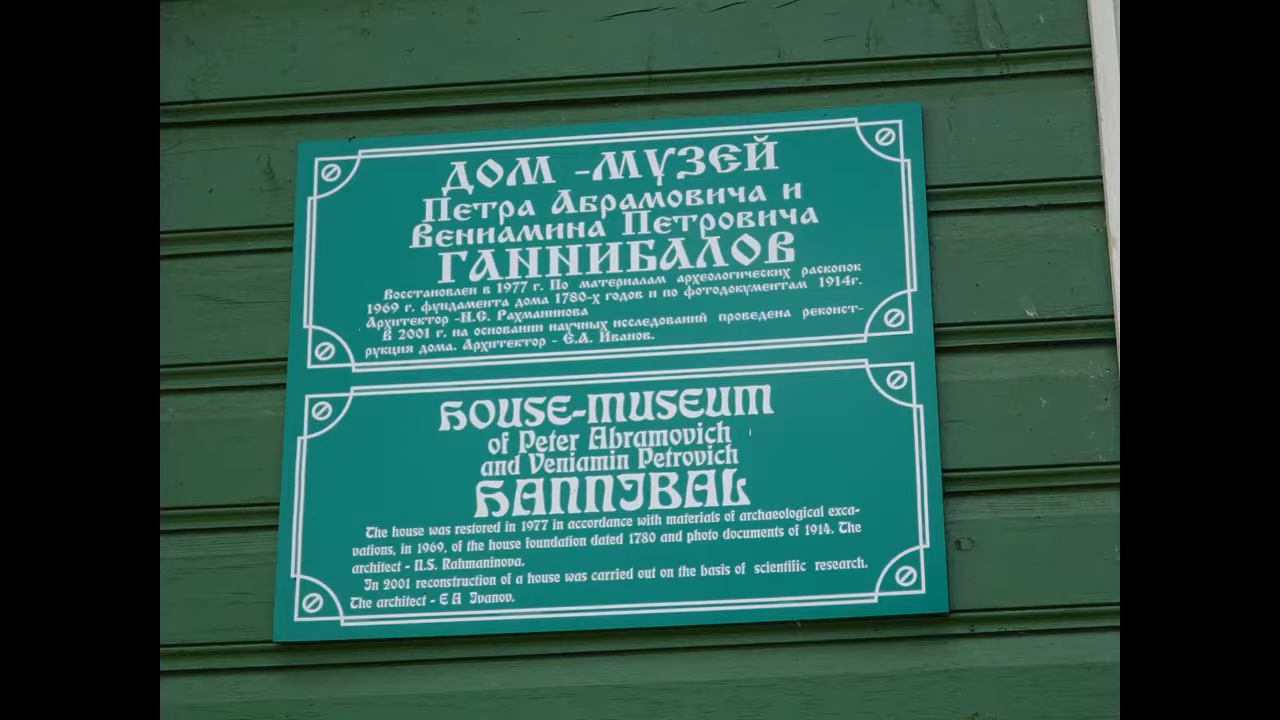 ДОМ -МУЗЕЙ
Петра Абрамовича и
Вениамина Петровича
ГАННИБАЛОВ
Восстановлен в 1977 г. По материалам археологических раскопок
1969 г. фундамента дома 1780-х годов и по фотодокументам 1914г.
Архитектор -Н.С. Рахманинова
В 2001 г. на основании научных исследований проведена реконст-
рукция дома. Архитектор - Е.А. Иванов.
HOUSE-MUSEUM
of Peter Abramovich
and Veniamin Petrovich
HANNIBAL
The house was restored in 1977 in accordance with materials of archaeological exca-
vations, in 1969, of the house foundation dated 1780 and photo documents of 1914. The
architect - N.S. Rahmaninova.
In 2001 reconstruction of a house was carried out on the basis of scientific research.
The architect - E A Ivanov.